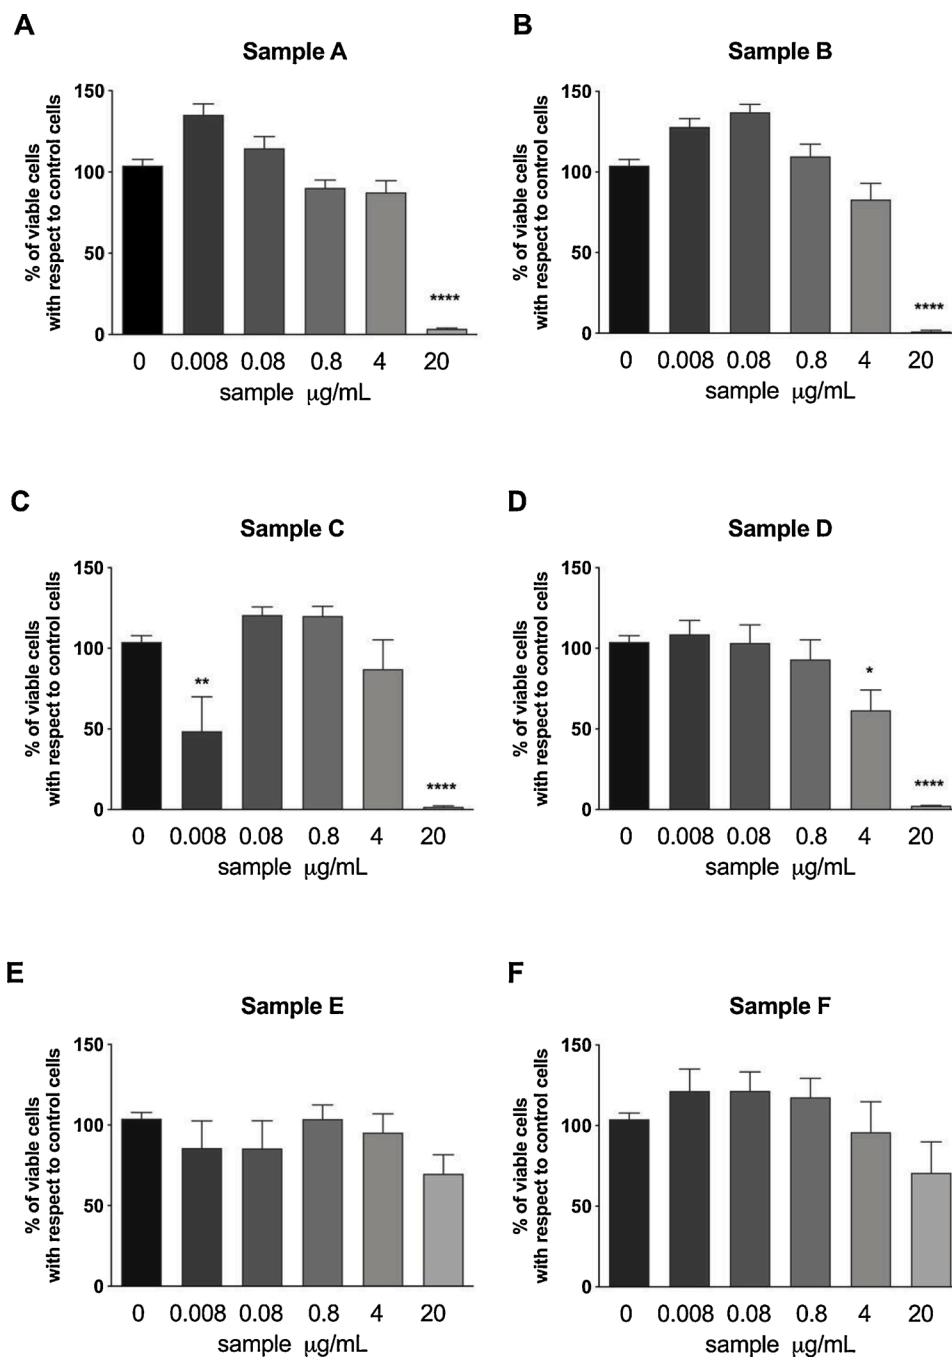 A
Sample A
% of viable cells
with respect to control cells
150
100
50
0
****
0 0.008 0.08 0.8 4 20
sample μg/mL
B
Sample B
% of viable cells
with respect to control cells
150
100
50
0
****
0 0.008 0.08 0.8 4 20
sample μg/mL
C
Sample C
% of viable cells
with respect to control cells
150
100
50
0
**
****
0 0.008 0.08 0.8 4 20
sample μg/mL
D
Sample D
% of viable cells
with respect to control cells
150
100
50
0
*
****
0 0.008 0.08 0.8 4 20
sample μg/mL
E
Sample E
% of viable cells
with respect to control cells
150
100
50
0
0 0.008 0.08 0.8 4 20
sample μg/mL
F
Sample F
% of viable cells
with respect to control cells
150
100
50
0
0 0.008 0.08 0.8 4 20
sample μg/mL